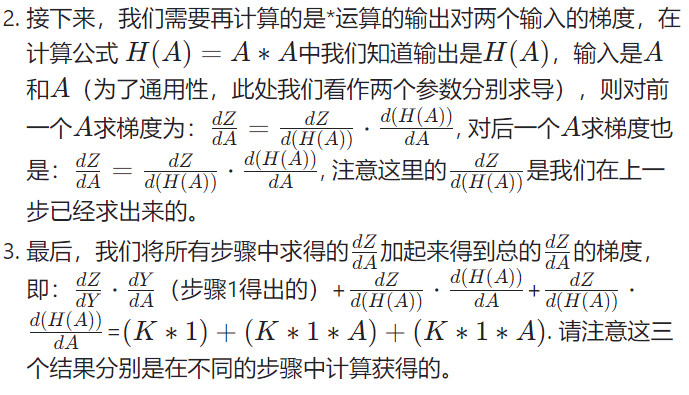 2. 接下来，我们需要再计算的是*运算的输出对两个输入的梯度，在
计算公式 H(A) = A * A中我们知道输出是H(A)，输入是A
和A（为了通用性，此处我们看作两个参数分别求导），则对前
一个A求梯度为：\frac{dZ}{dA} = \frac{dZ}{d(H(A))} · \frac{d(H(A))}{dA}, 对后一个A求梯度也
是：\frac{dZ}{dA} = \frac{dZ}{d(H(A))} · \frac{d(H(A))}{dA}, 注意这里的\frac{dZ}{d(H(A))}是我们在上一
步已经求出来的。
3. 最后，我们将所有步骤中求得的\frac{dZ}{dA}加起来得到总的\frac{dZ}{dA}的梯度，
即：\frac{dZ}{dY} · \frac{dY}{dA}（步骤1得出的）+\frac{dZ}{d(H(A))} · \frac{d(H(A))}{dA}+\frac{dZ}{d(H(A))} ·
\frac{d(H(A))}{dA}=(K * 1) + (K * 1 * A) + (K * 1 * A). 请注意这三
个结果分别是在不同的步骤中计算获得的。